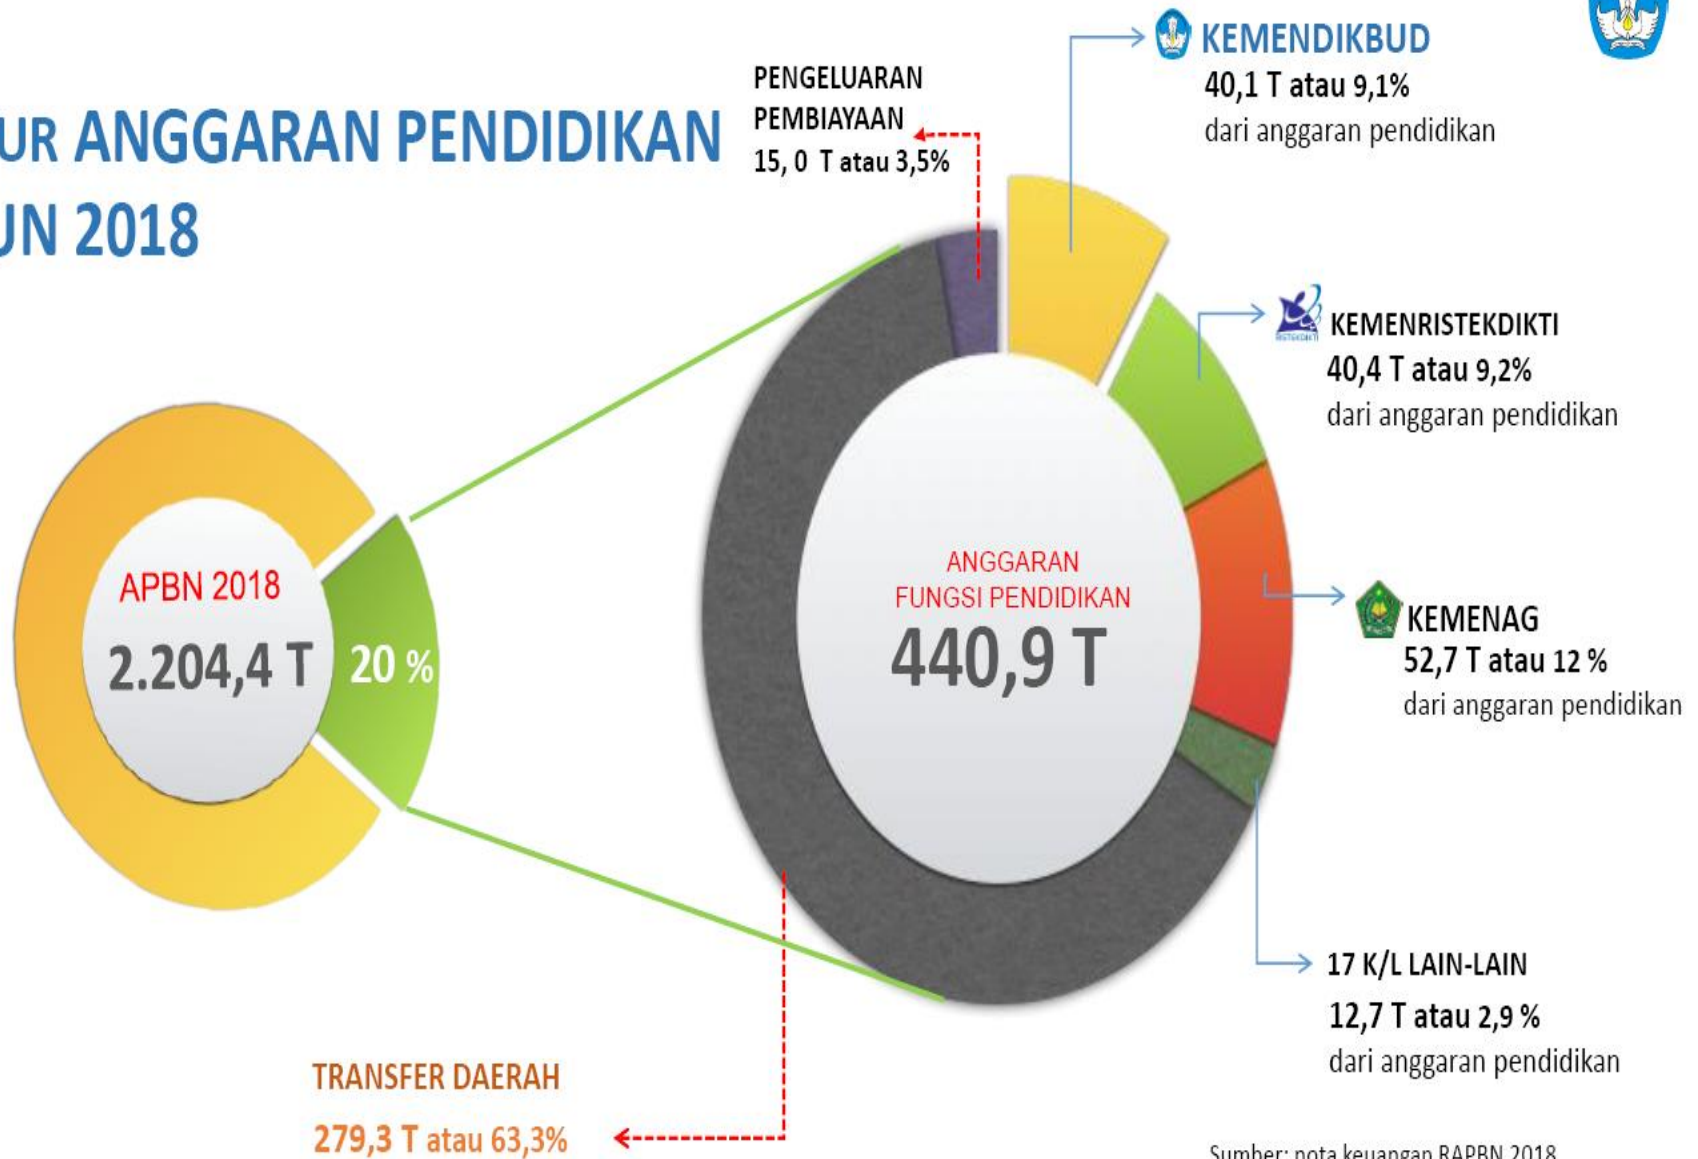 UR ANGGARAN PENDIDIKAN
UN 2018
PENGELUARAN
PEMBIAYAAN
15, 0 T atau 3,5%
KEMENDIKBUD
40,1 T atau 9,1%
dari anggaran pendidikan
RISTEKDIKTI
KEMENRISTEKDIKTI
40,4 T atau 9,2%
dari anggaran pendidikan
APBN 2018
2.204,4 T
20 %
ANGGARAN
FUNGSI PENDIDIKAN
440,9 T
KEMENAG
52,7 T atau 12 %
dari anggaran pendidikan
17 K/L LAIN-LAIN
12,7 T atau 2,9 %
dari anggaran pendidikan
TRANSFER DAERAH
279,3 T atau 63,3%
Sumber: nota keuangan RAPBN 2018